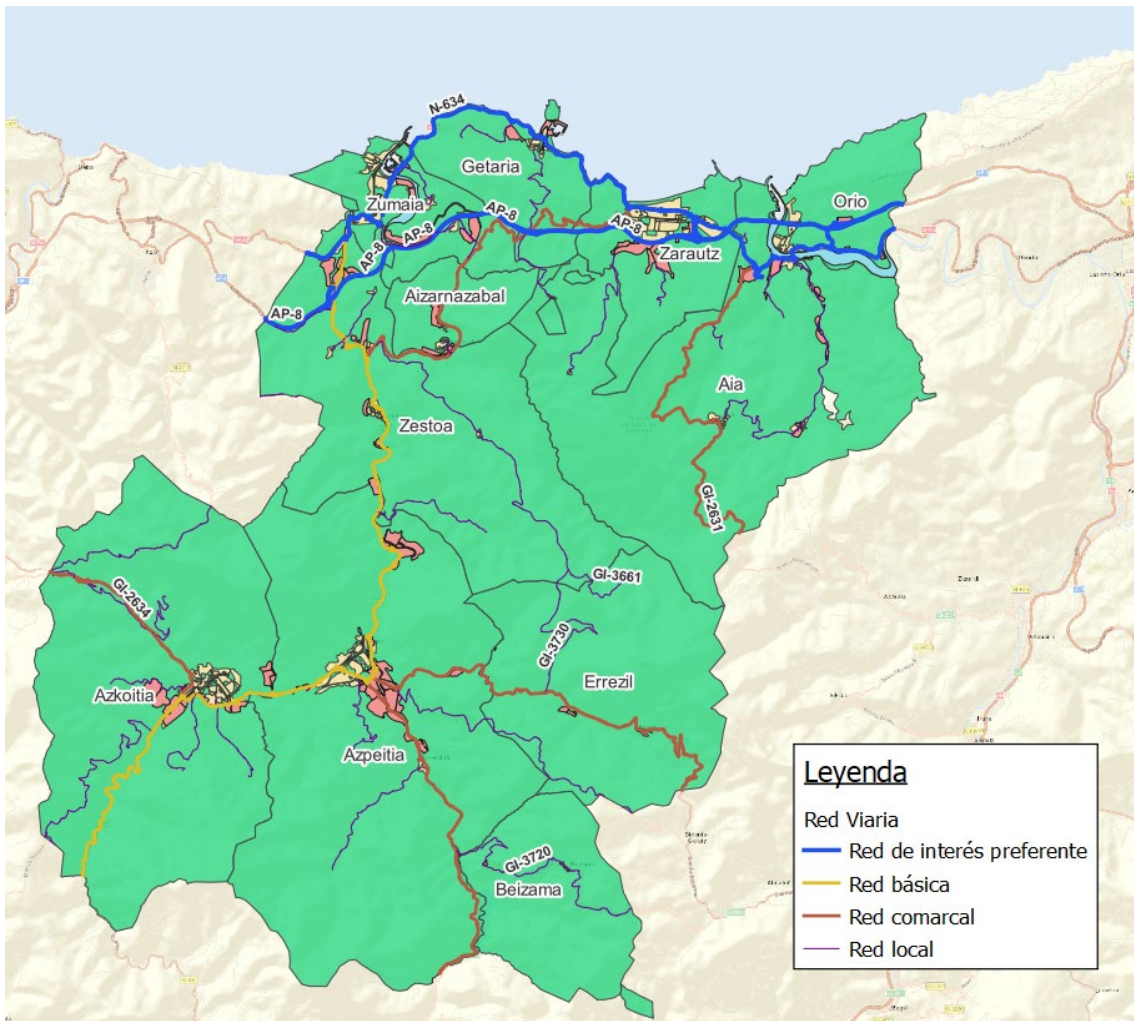 N-634
Getaria
Zumaia
Orio
AP-8
AP-8
AP-8
AP-8
Zarautz
AP-8
Aizarnazabal
Aia
Zestoa
GI-2631
GI-3661
GI-2634
GI-3730
Errezil
Azkoitia
Azpeitia
GI-3720
Beizama
Leyenda
Red Viaria
Red de interés preferente
Red básica
Red comarcal
Red local